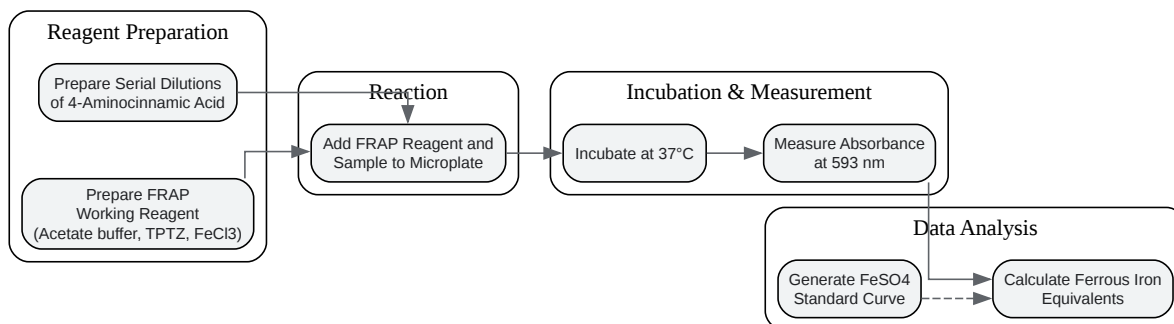 Reagent Preparation
Prepare Serial Dilutions
of 4-Aminocinnamic Acid
Prepare FRAP
Working Reagent
(Acetate buffer, TPTZ, FeCl3)
Reaction
Add FRAP Reagent and
Sample to Microplate
Incubation & Measurement
Incubate at 37°C
Measure Absorbance
at 593 nm
Data Analysis
Generate FeSO4
Standard Curve
Calculate Ferrous Iron
Equivalents